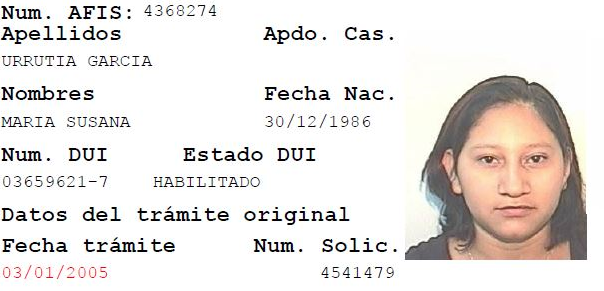 Num. AFIS: 4368274
Apellidos Apdo. Cas.
URRUTIA GARCIA
Nombres Fecha Nac.
MARIA SUSANA 30/12/1986
Num. DUI Estado DUI
03659621-7 HABILITADO
Datos del trámite original
Fecha trámite Num. Solic.
03/01/2005 4541479